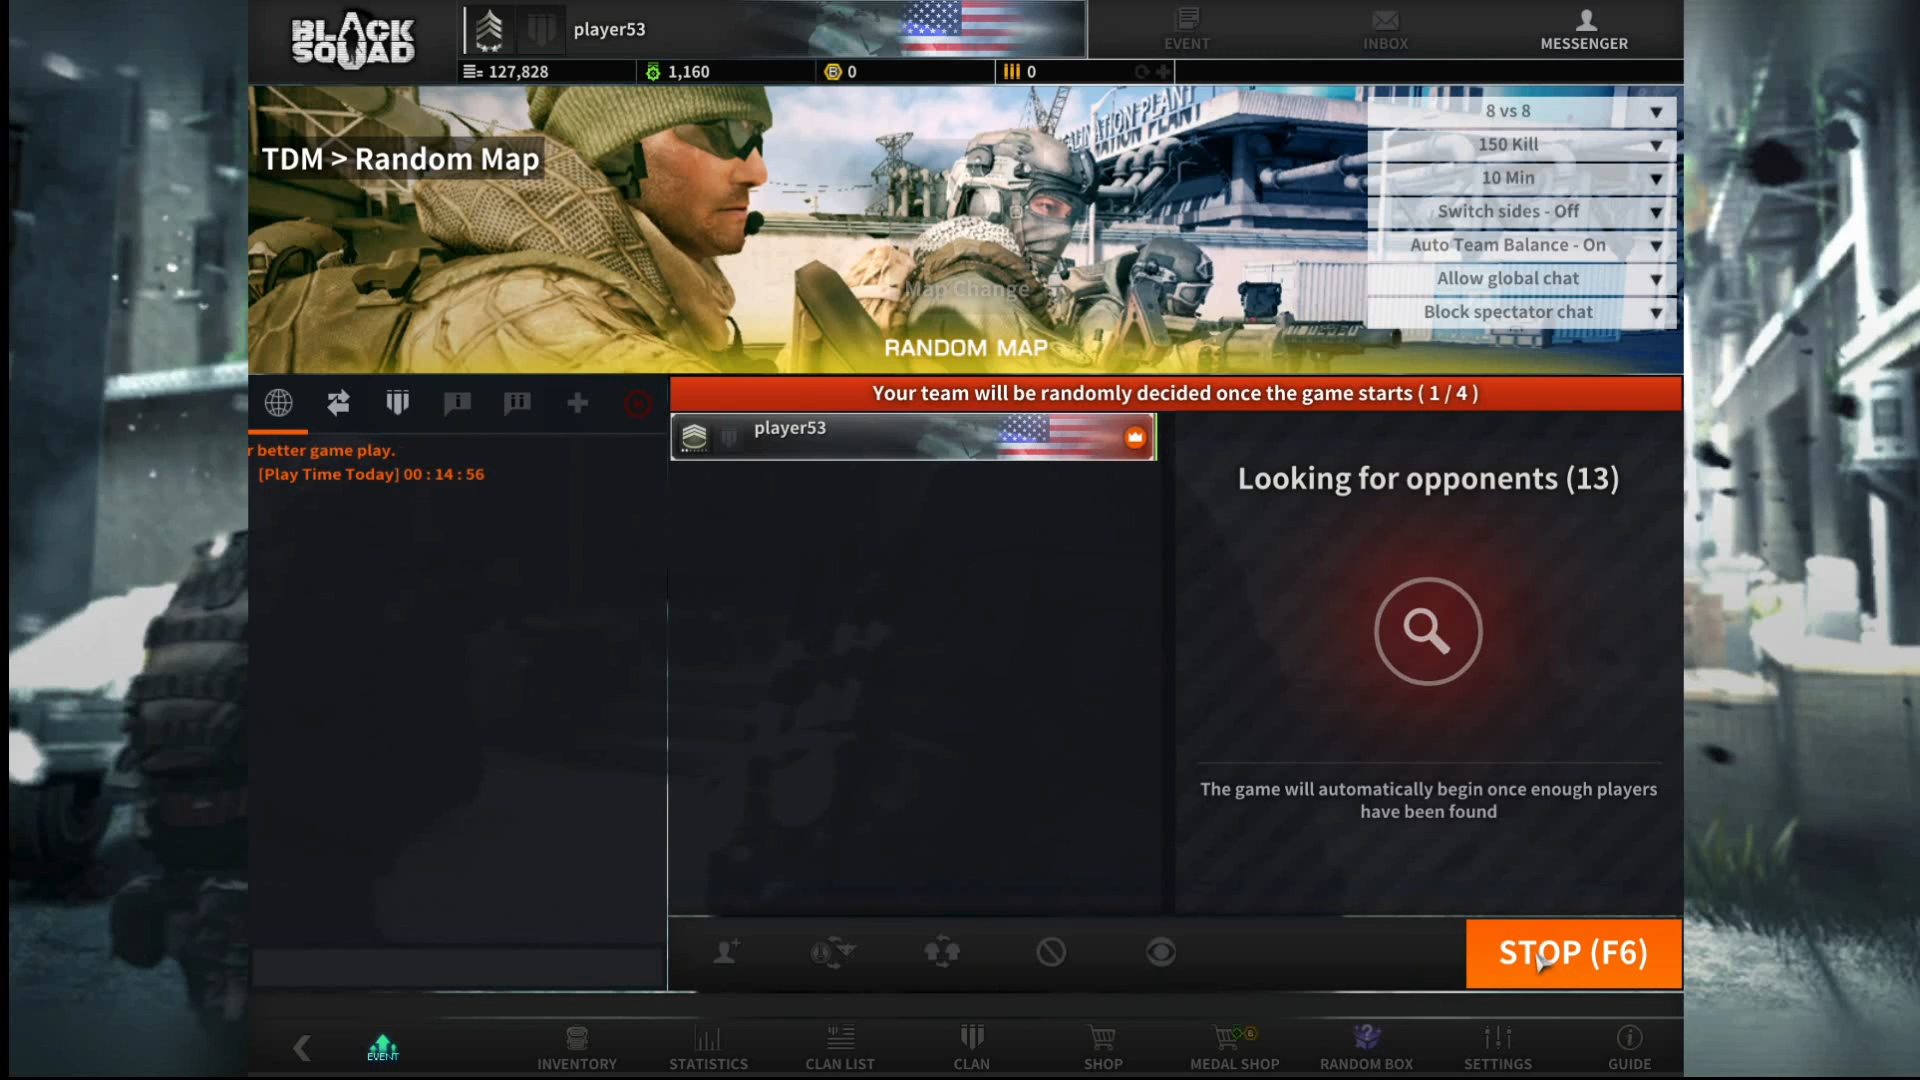 BLACK SQUAD
player53
EVENT
INBOX
MESSENGER
127,828
1,160
0
0
TDM > Random Map
8 vs 8
150 Kill
10 Min
Switch sides - Off
Auto Team Balance - On
Allow global chat
Block spectator chat
Map Change
RANDOM MAP
Your team will be randomly decided once the game starts ( 1 / 4 )
player53
r better game play.
[Play Time Today] 00 : 14 : 56
Looking for opponents (13)
The game will automatically begin once enough players
have been found
STOP (F6)
EVENT
INVENTORY
STATISTICS
CLAN LIST
CLAN
SHOP
MEDAL SHOP
RANDOM BOX
SETTINGS
GUIDE